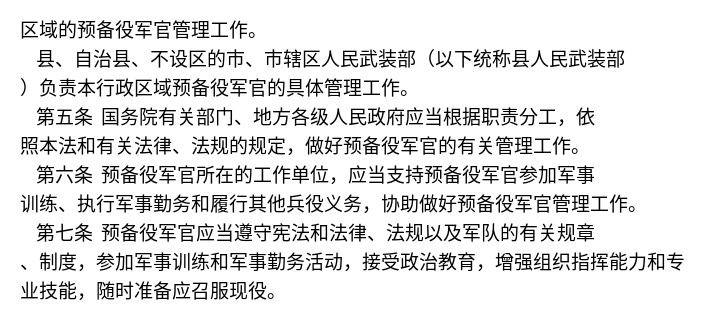 区域的预备役军官管理工作。
县、自治县、不设区的市、市辖区人民武装部（以下统称县人民武装部
）负责本行政区域预备役军官的具体管理工作。
第五条 国务院有关部门、地方各级人民政府应当根据职责分工，依
照本法和有关法律、法规的规定，做好预备役军官的有关管理工作。
第六条 预备役军官所在的工作单位，应当支持预备役军官参加军事
训练、执行军事勤务和履行其他兵役义务，协助做好预备役军官管理工作。
第七条 预备役军官应当遵守宪法和法律、法规以及军队的有关规章
、制度，参加军事训练和军事勤务活动，接受政治教育，增强组织指挥能力和专
业技能，随时准备应召服现役。